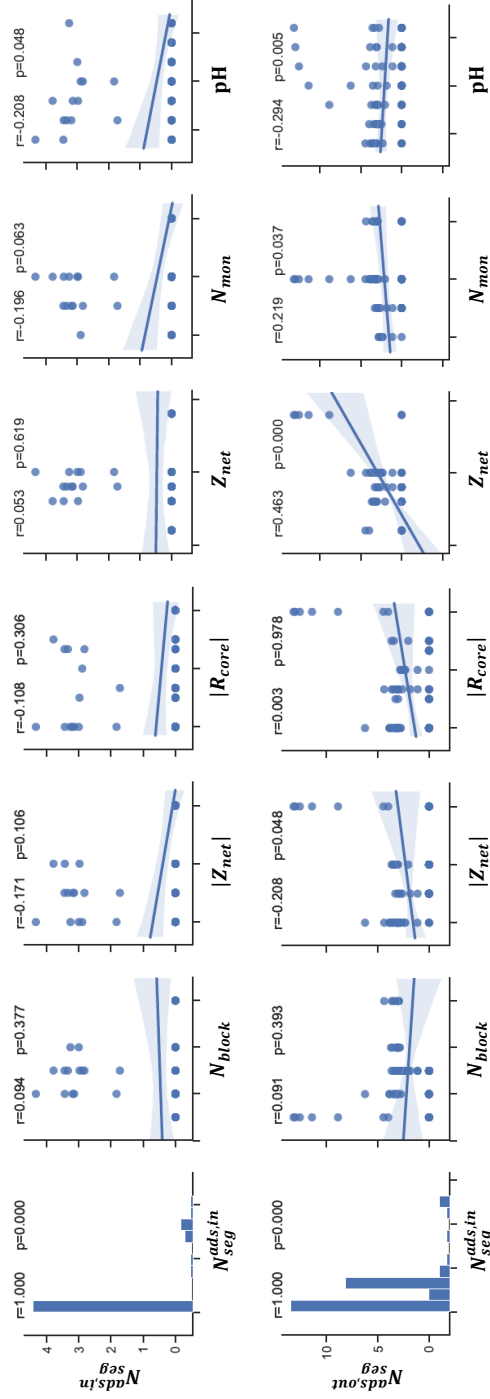 r=1.000 p=0.000
r=0.094 p=0.377
r=-0.171 p=0.106
r=-0.108 p=0.306
r=0.053 p=0.619
r=-0.196 p=0.063
r=-0.208 p=0.048
4
3
2
1
0
N_seg^ads,in
N_seg^ads,in
N_block
|Z_net|
|R_core|
Z_net
N_mon
pH
r=1.000 p=0.000
r=0.091 p=0.393
r=-0.208 p=0.048
r=0.003 p=0.978
r=0.463 p=0.000
r=0.219 p=0.037
r=-0.294 p=0.005
10
5
0
N_seg^ads,out
N_seg^ads,in
N_block
|Z_net|
|R_core|
Z_net
N_mon
pH